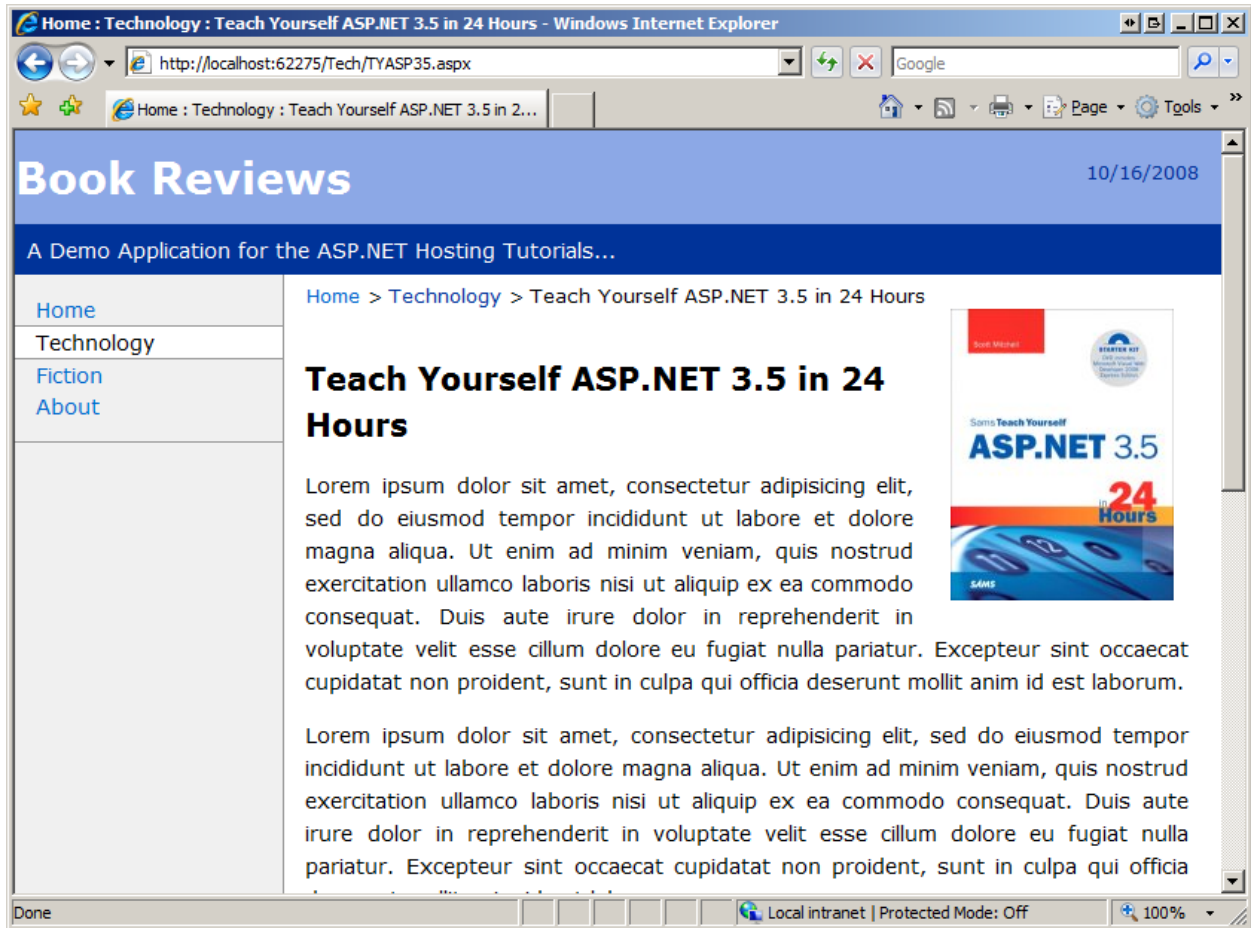 Home : Technology : Teach Yourself ASP.NET 3.5 in 24 Hours - Windows Internet Explorer
http://localhost:62275/Tech/TYASP35.aspx
Google
Home : Technology : Teach Yourself ASP.NET 3.5 in 2...
Page
Tools
»
Book Reviews
10/16/2008
A Demo Application for the ASP.NET Hosting Tutorials...
Home
Technology
Fiction
About
Home > Technology > Teach Yourself ASP.NET 3.5 in 24 Hours
Teach Yourself ASP.NET 3.5 in 24
Hours
Scott Mitchell
STARTER KIT
Sams Teach Yourself
ASP.NET 3.5
in 24
Hours
SAMS
Lorem ipsum dolor sit amet, consectetur adipisicing elit,
sed do eiusmod tempor incididunt ut labore et dolore
magna aliqua. Ut enim ad minim veniam, quis nostrud
exercitation ullamco laboris nisi ut aliquip ex ea commodo
consequat. Duis aute irure dolor in reprehenderit in
voluptate velit esse cillum dolore eu fugiat nulla pariatur. Excepteur sint occaecat
cupidatat non proident, sunt in culpa qui officia deserunt mollit anim id est laborum.
Lorem ipsum dolor sit amet, consectetur adipisicing elit, sed do eiusmod tempor
incididunt ut labore et dolore magna aliqua. Ut enim ad minim veniam, quis nostrud
exercitation ullamco laboris nisi ut aliquip ex ea commodo consequat. Duis aute
irure dolor in reprehenderit in voluptate velit esse cillum dolore eu fugiat nulla
pariatur. Excepteur sint occaecat cupidatat non proident, sunt in culpa qui officia
Done
Local intranet | Protected Mode: Off
100%